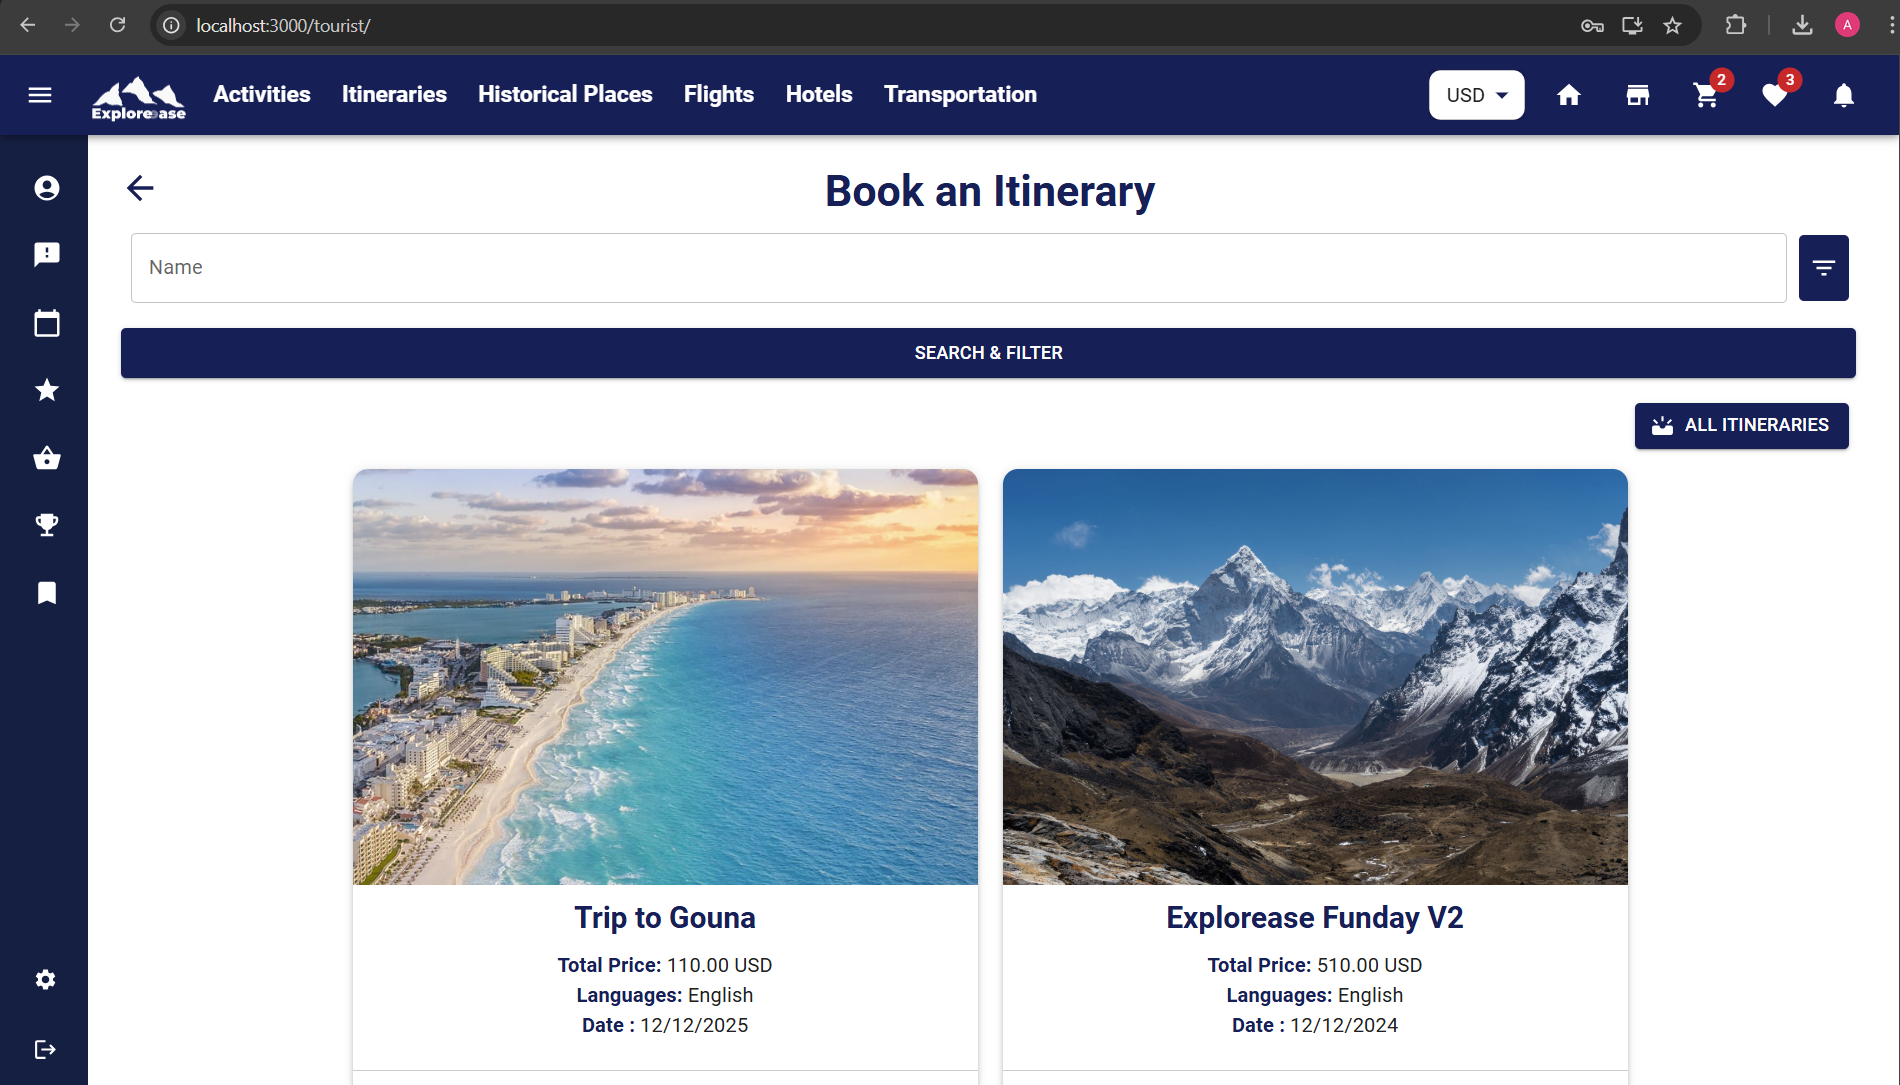 localhost:3000/tourist/
A
Explorease
Activities
Itineraries
Historical Places
Flights
Hotels
Transportation
USD
2
3
Book an Itinerary
Name
SEARCH & FILTER
ALL ITINERARIES
Trip to Gouna
Total Price: 110.00 USD
Languages: English
Date : 12/12/2025
Explorease Funday V2
Total Price: 510.00 USD
Languages: English
Date : 12/12/2024